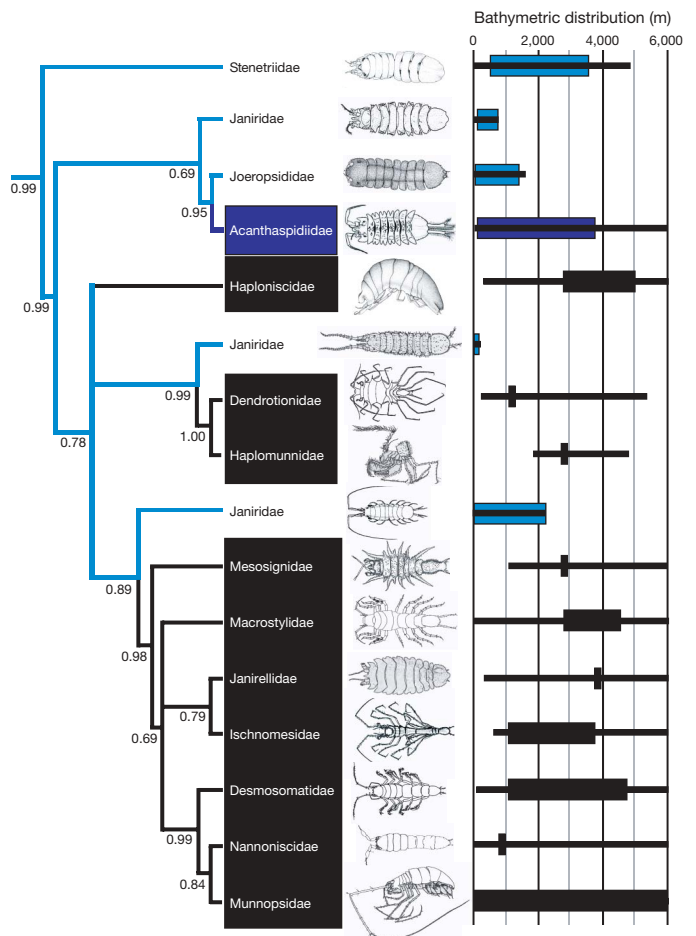 Bathymetric distribution (m)
0 2,000 4,000 6,000
Stenetriidae
Janiridae
0.99
0.69
Joeropsididae
0.95
Acanthaspidiidae
Haploniscidae
0.99
Janiridae
0.99
Dendrotionidae
1.00
0.78
Haplomunnidae
Janiridae
Mesosignidae
0.89
Macrostylidae
0.98
Janirellidae
0.79
0.69
Ischnomesidae
Desmosomatidae
0.99
Nannoniscidae
0.84
Munnopsidae